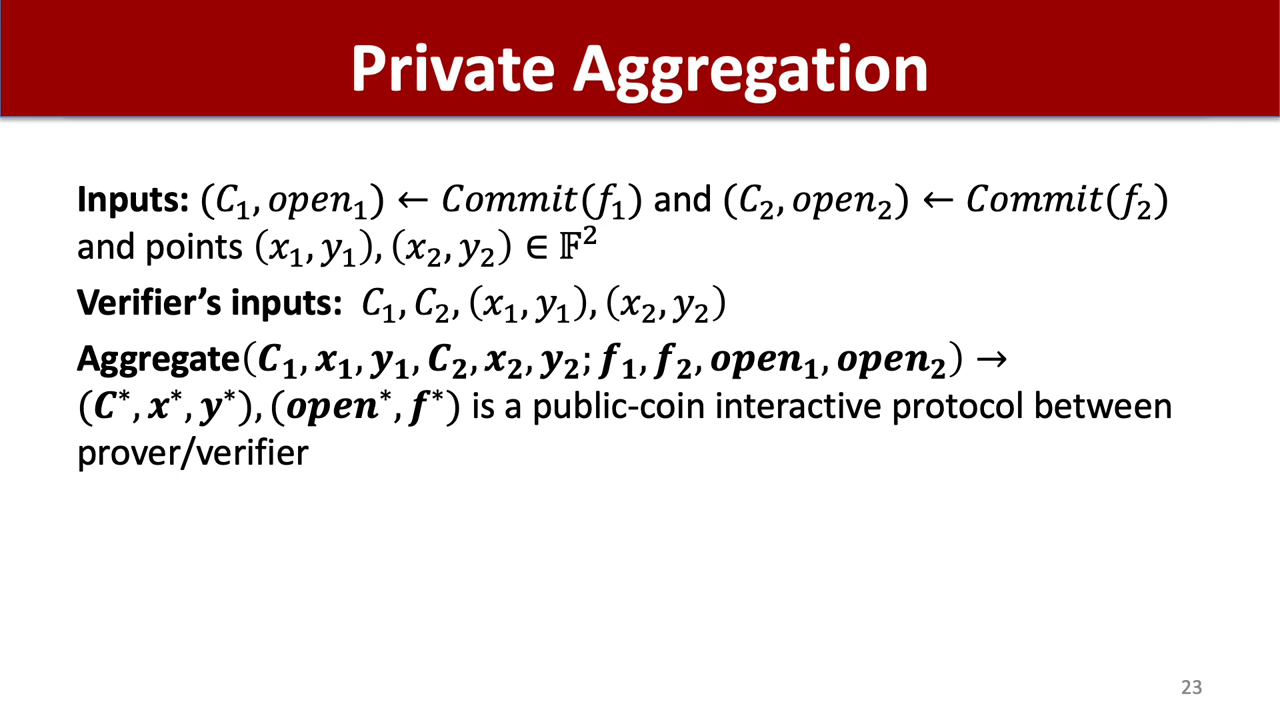 Private Aggregation
Inputs: (C₁, open₁) ← Commit(f₁) and (C₂, open₂) ← Commit(f₂)
and points (x₁, y₁), (x₂, y₂) ∈ 𝔽²
Verifier’s inputs: C₁, C₂, (x₁, y₁), (x₂, y₂)
Aggregate(C₁, x₁, y₁, C₂, x₂, y₂; f₁, f₂, open₁, open₂) →
(C*, x*, y*), (open*, f*) is a public-coin interactive protocol between
prover/verifier
23